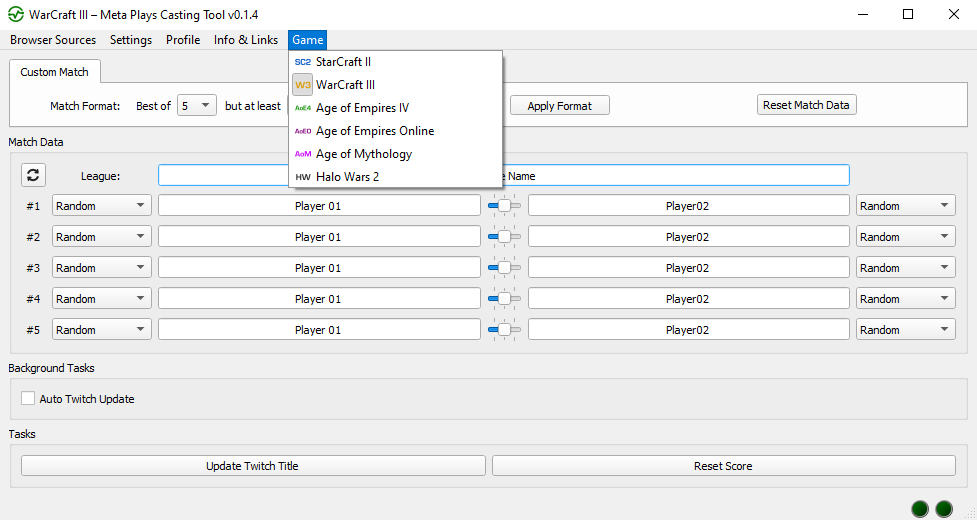 WarCraft III – Meta Plays Casting Tool v0.1.4
Browser Sources Settings Profile Info & Links Game
SC2 StarCraft II
W3 WarCraft III
AoE4 Age of Empires IV
AoEO Age of Empires Online
AoM Age of Mythology
HW Halo Wars 2
Custom Match
Match Format: Best of 5 but at least Apply Format Reset Match Data
Match Data
League: Name
#1 Random Player 01 Player02 Random
#2 Random Player 01 Player02 Random
#3 Random Player 01 Player02 Random
#4 Random Player 01 Player02 Random
#5 Random Player 01 Player02 Random
Background Tasks
Auto Twitch Update
Tasks
Update Twitch Title Reset Score